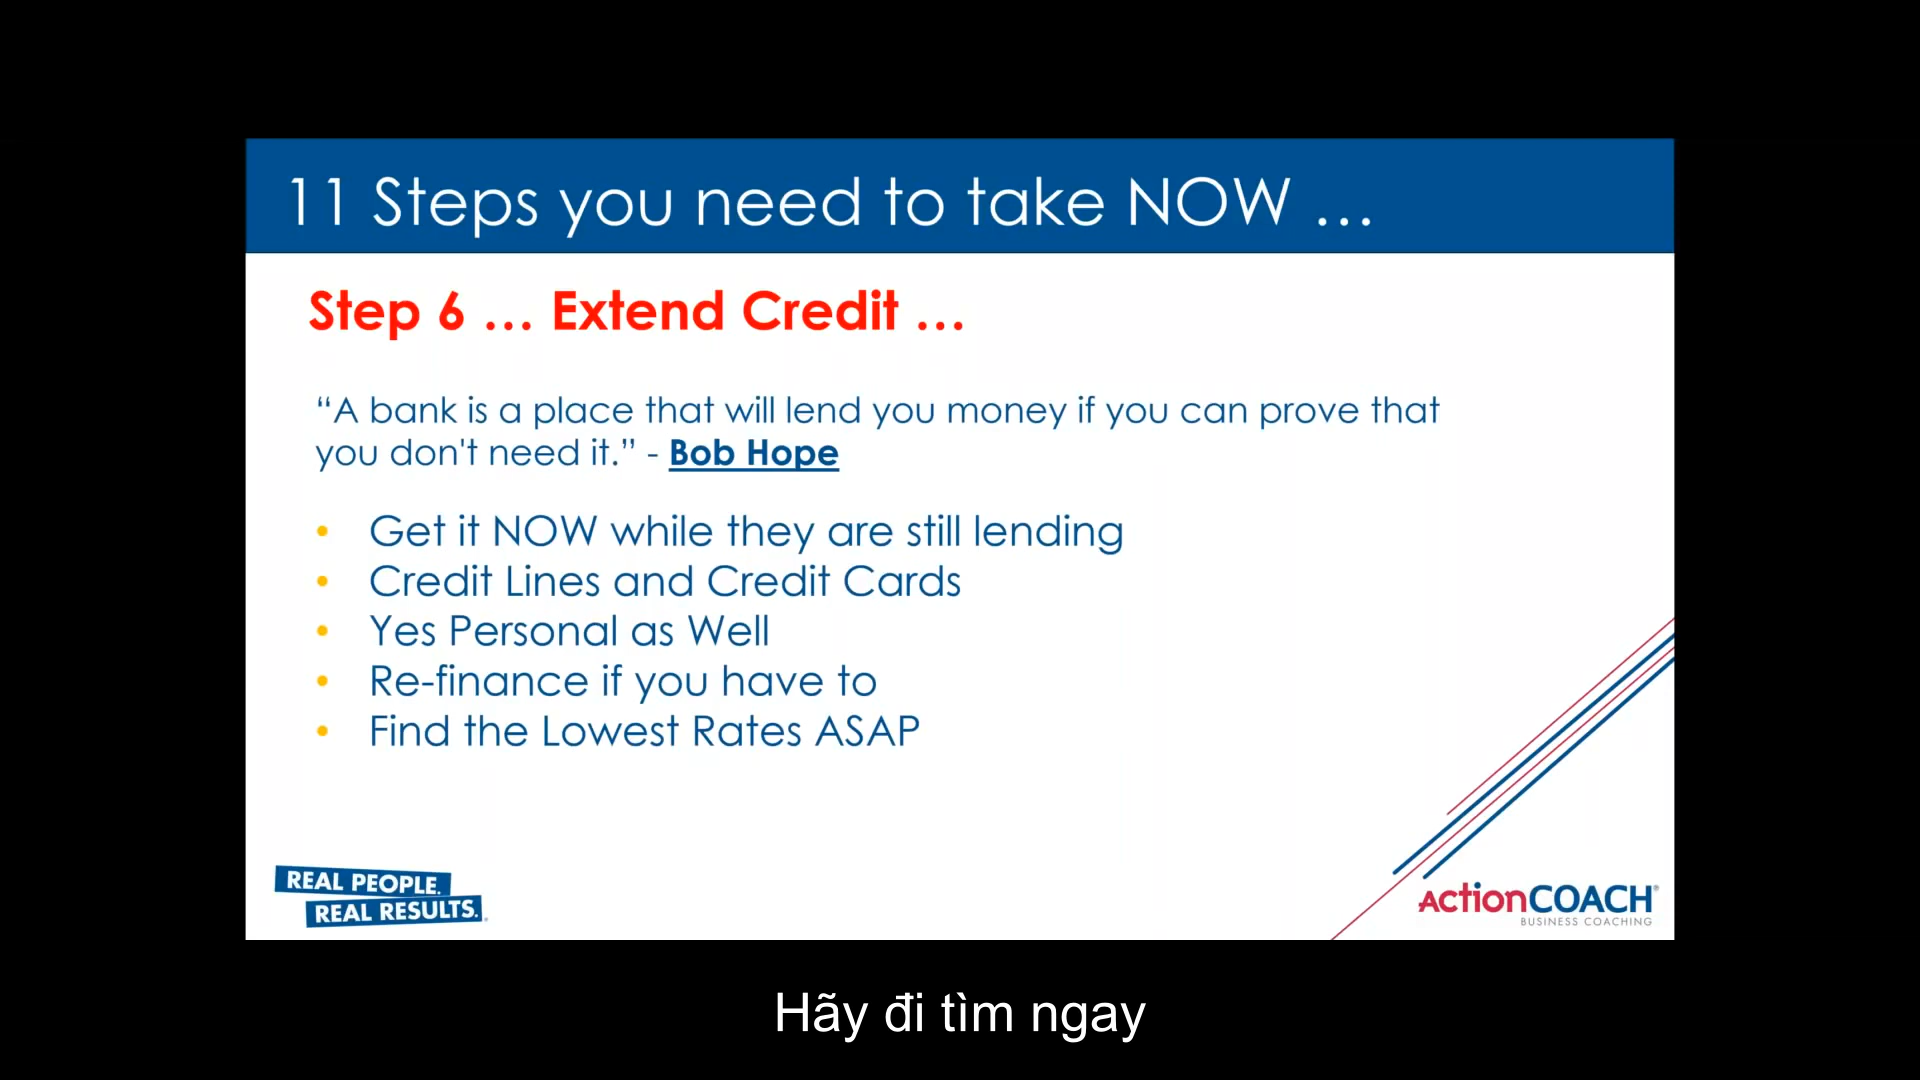 11 Steps you need to take NOW ...
Step 6 ... Extend Credit ...
“A bank is a place that will lend you money if you can prove that
you don't need it.” - Bob Hope
• Get it NOW while they are still lending
• Credit Lines and Credit Cards
• Yes Personal as Well
• Re-finance if you have to
• Find the Lowest Rates ASAP
REAL PEOPLE.
REAL RESULTS.
ActionCOACH®
BUSINESS COACHING
Hãy đi tìm ngay